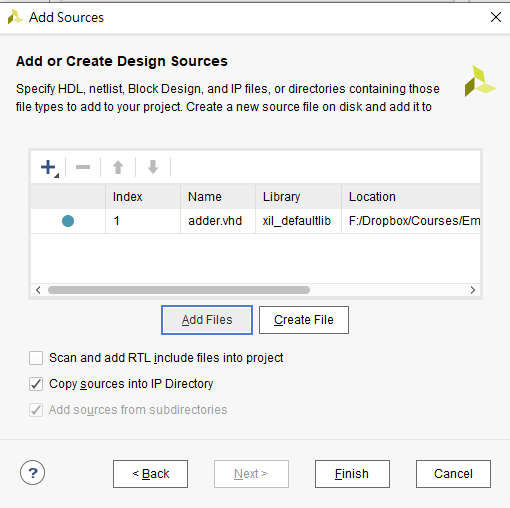 Add Sources
Add or Create Design Sources
Specify HDL, netlist, Block Design, and IP files, or directories containing those
file types to add to your project. Create a new source file on disk and add it to
Index Name Library Location
1 adder.vhd xil_defaultlib F:/Dropbox/Courses/Em
Add Files Create File
Scan and add RTL include files into project
Copy sources into IP Directory
Add sources from subdirectories
? < Back Next > Finish Cancel